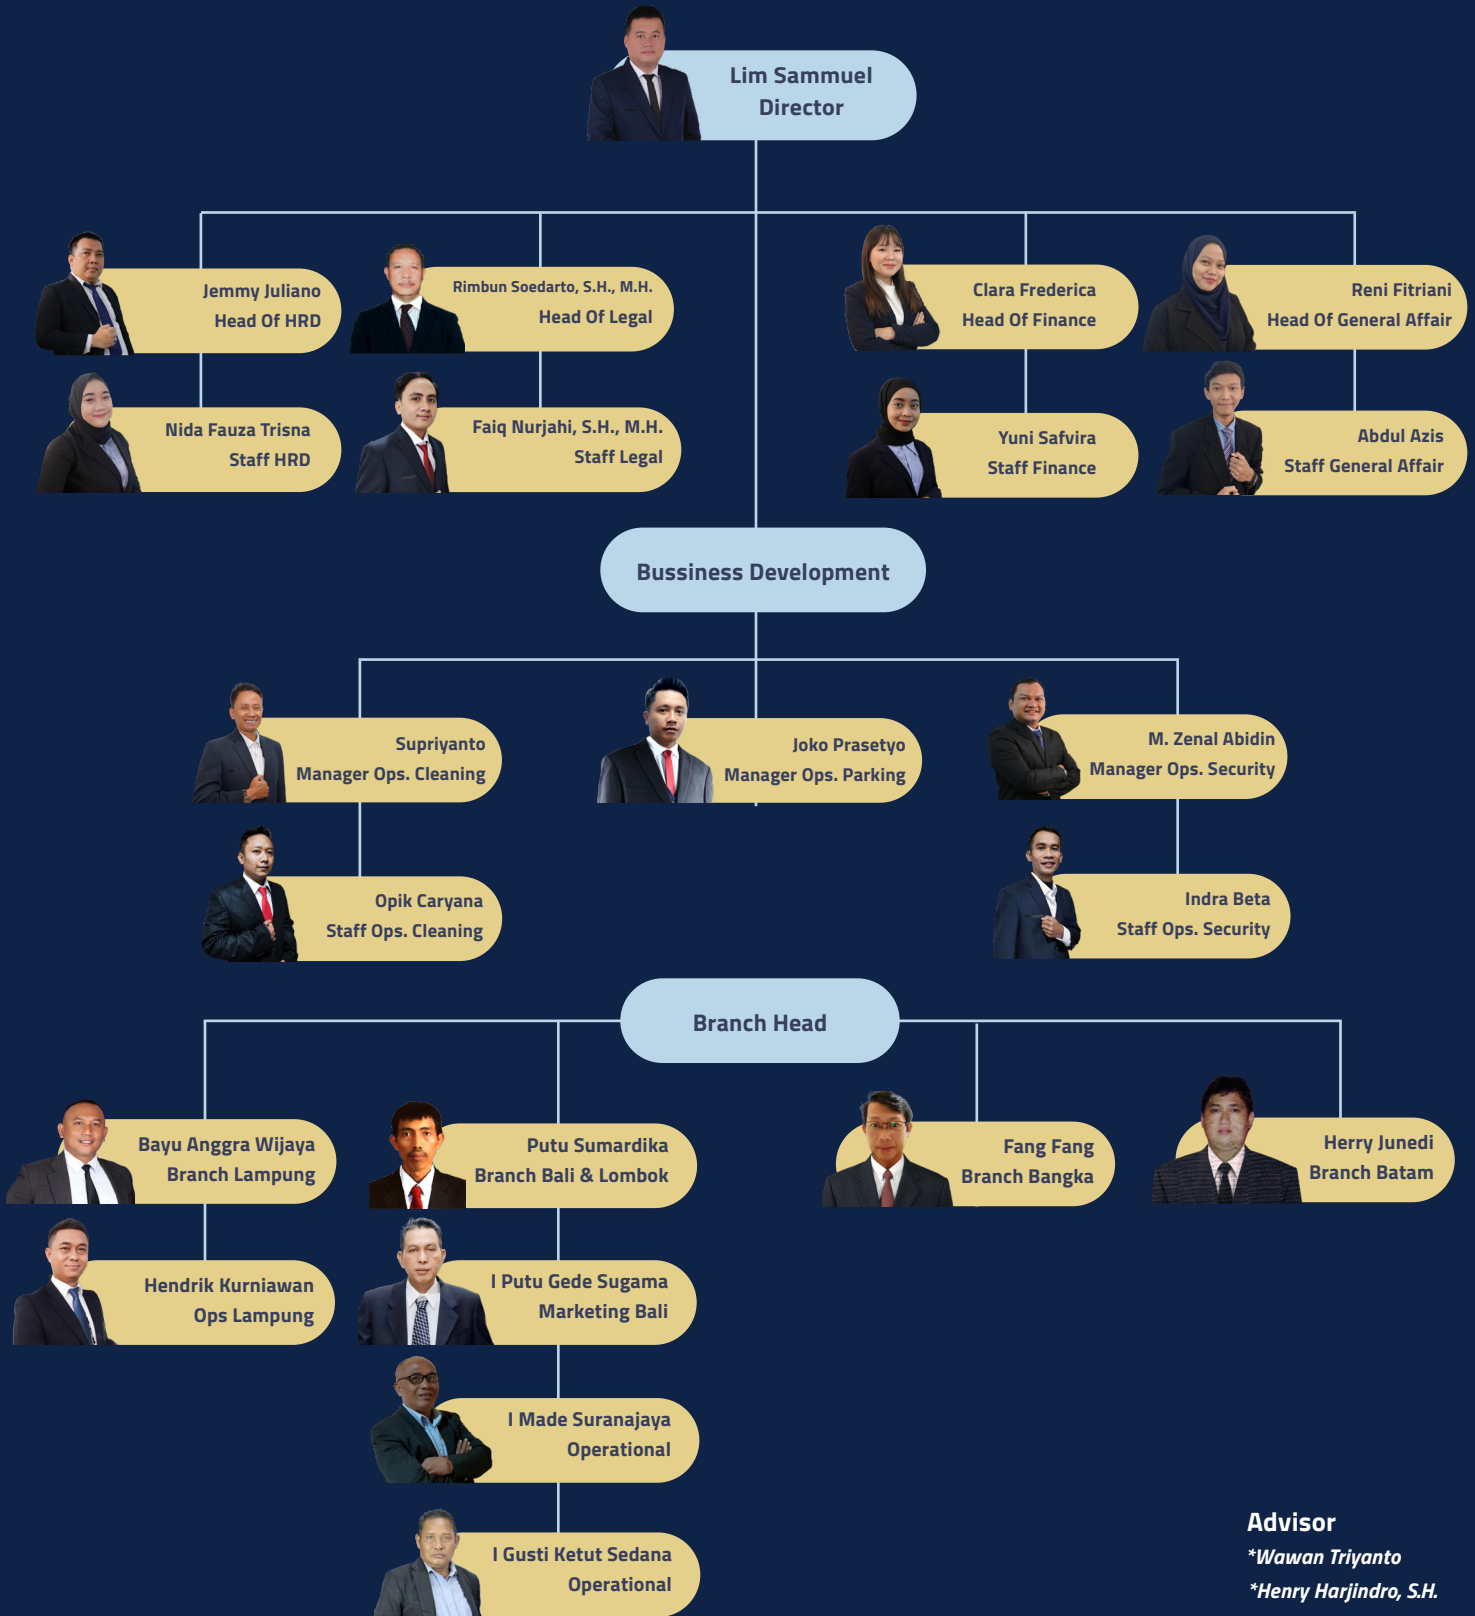 Lim Sammuel
Director
Jemmy Juliano
Head Of HRD
Rimbun Soedarto, S.H., M.H.
Head Of Legal
Clara Frederica
Head Of Finance
Reni Fitriani
Head Of General Affair
Nida Fauza Trisna
Staff HRD
Faiq Nurjahi, S.H., M.H.
Staff Legal
Yuni Safvira
Staff Finance
Abdul Azis
Staff General Affair
Bussiness Development
Supriyanto
Manager Ops. Cleaning
Joko Prasetyo
Manager Ops. Parking
M. Zenal Abidin
Manager Ops. Security
Opik Caryana
Staff Ops. Cleaning
Indra Beta
Staff Ops. Security
Branch Head
Bayu Anggra Wijaya
Branch Lampung
Putu Sumardika
Branch Bali & Lombok
Fang Fang
Branch Bangka
Herry Junedi
Branch Batam
Hendrik Kurniawan
Ops Lampung
I Putu Gede Sugama
Marketing Bali
I Made Suranajaya
Operational
I Gusti Ketut Sedana
Operational
Advisor
*Wawan Triyanto
*Henry Harjindro, S.H.